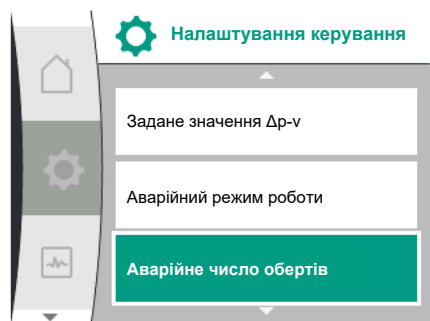 Налаштування керування
Задане значення Δp-v
Аварійний режим роботи
Аварійне число обертів